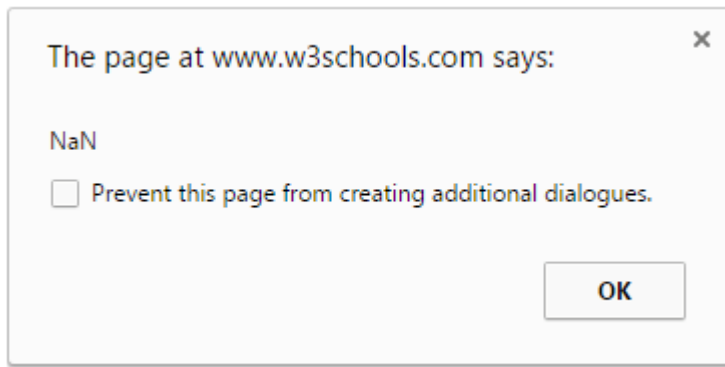 The page at www.w3schools.com says:
NaN
Prevent this page from creating additional dialogues.
OK